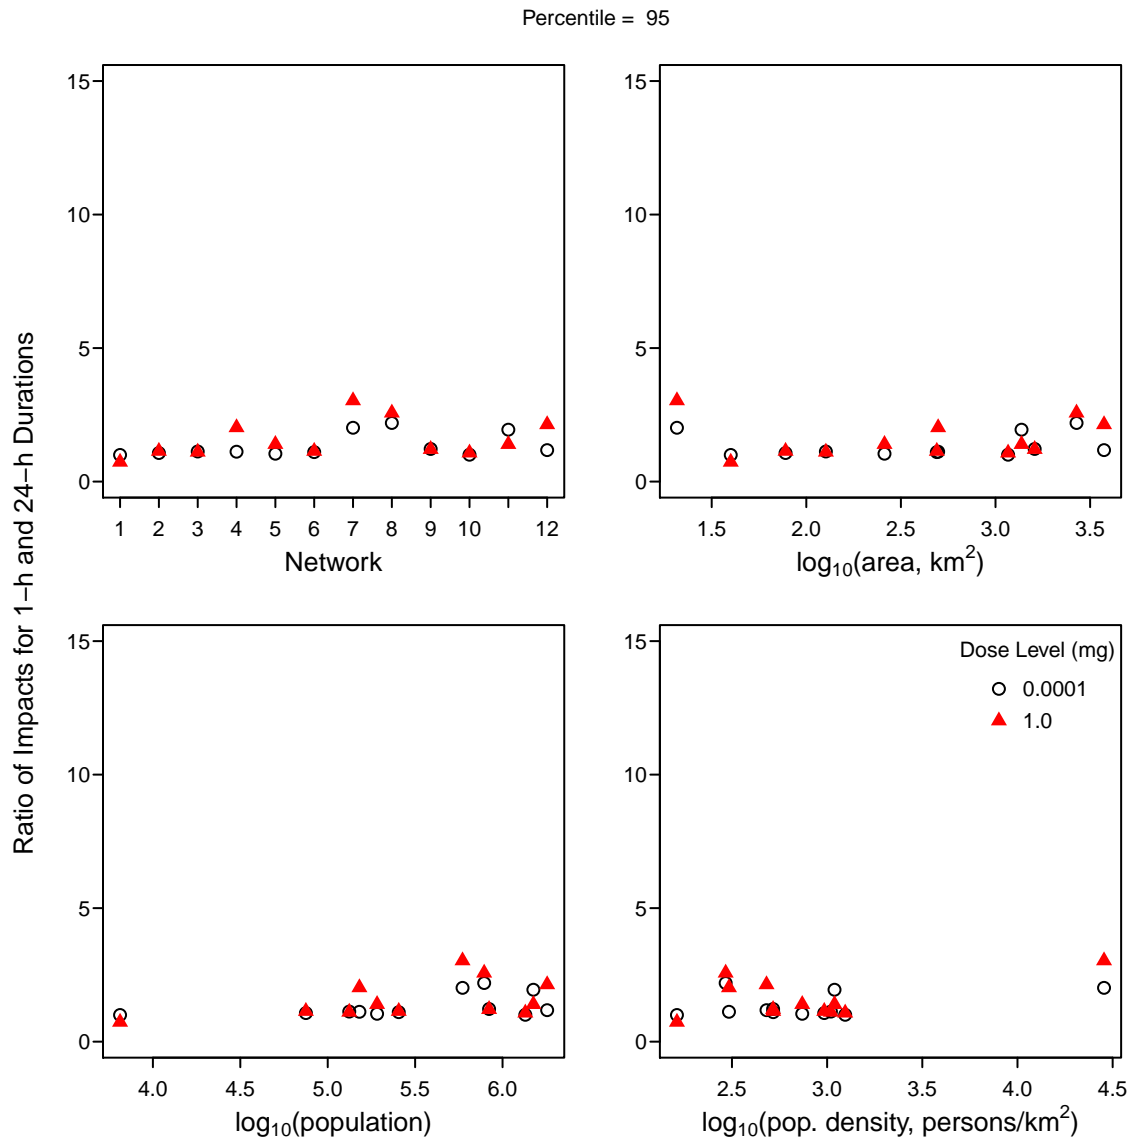 Percentile = 95
Ratio of Impacts for 1−h and 24−h Durations
15
10
5
0
1 2 3 4 5 6 7 8 9 10 12
Network
15
10
5
0
1.5 2.0 2.5 3.0 3.5
log₁₀(area, km²)
15
10
5
0
4.0 4.5 5.0 5.5 6.0
log₁₀(population)
15
10
5
0
Dose Level (mg)
0.0001
1.0
2.5 3.0 3.5 4.0 4.5
log₁₀(pop. density, persons/km²)